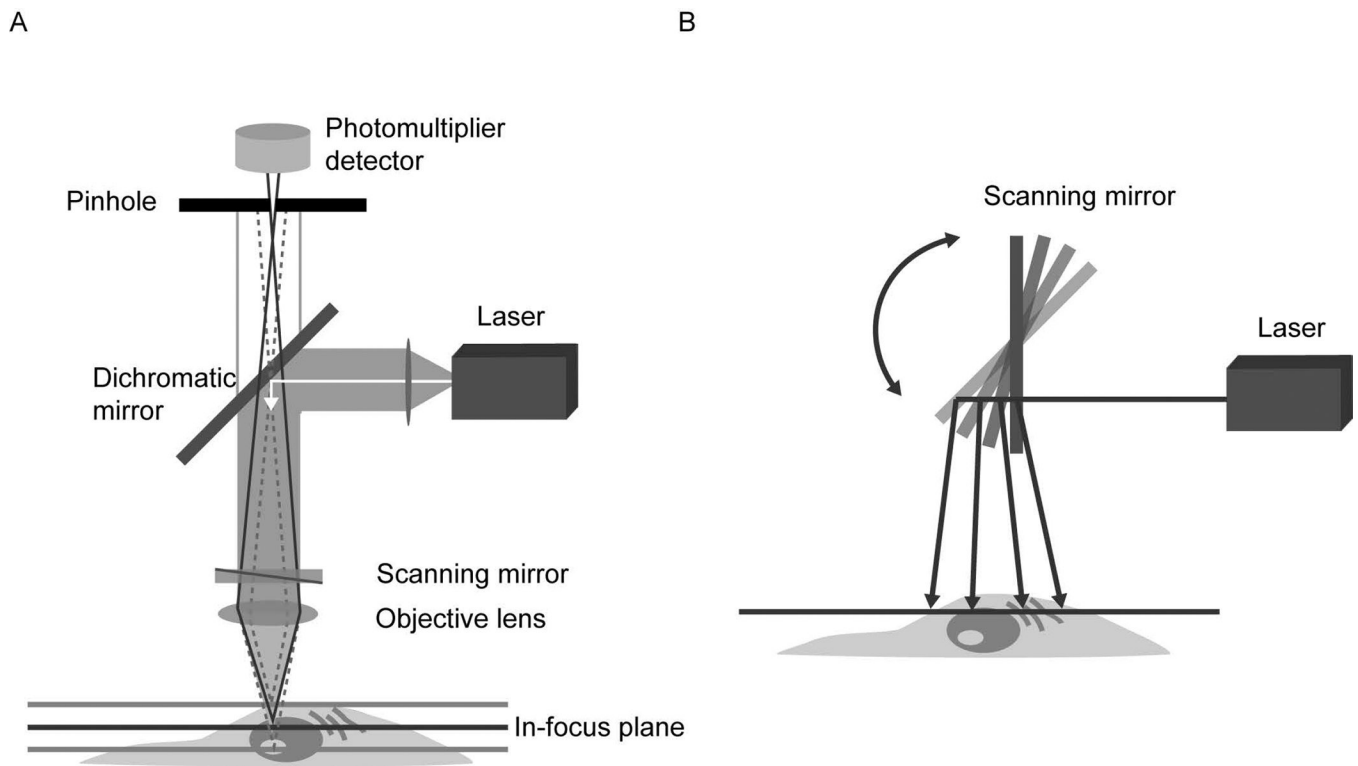 A
B
Photomultiplier
detector
Pinhole
Scanning mirror
Laser
Laser
Dichromatic
mirror
Scanning mirror
Objective lens
In-focus plane